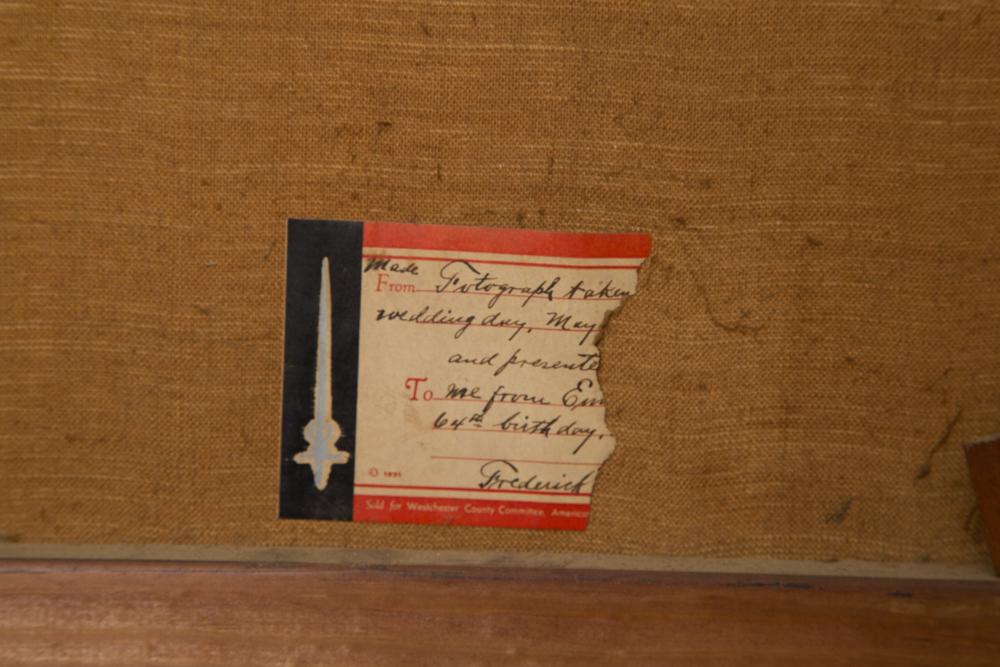 Made
From Fotograph taken
wedding day, May
and presente
To me from Em
64th birthday.
© 1931
Frederick
Sold for Westchester County Committee, America